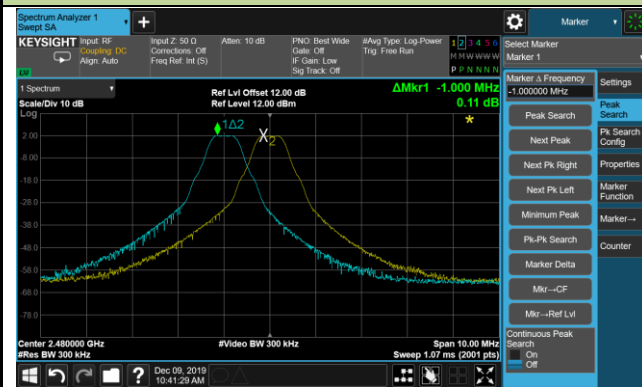 Spectrum Analyzer 1
Swept SA
+
Marker
KEYSIGHT
Input: RF
Coupling: DC
Align: Auto
Input Z: 50 Ω
Corrections: Off
Freq Ref: Int (S)
Atten: 10 dB
PNO: Best Wide
Gate: Off
IF Gain: Low
Sig Track: Off
#Avg Type: Log-Power
Trig: Free Run
1 2 3 4 5 6
M M W W W W
P P N N N N
LV
Select Marker
Marker 1
1 Spectrum
Scale/Div 10 dB
Log
Ref Lvl Offset 12.00 dB
Ref Level 12.00 dBm
ΔMkr1 -1.000 MHz
0.11 dB
*
1Δ2
X2
2.00
-8.00
-18.0
-28.0
-38.0
-48.0
-58.0
-68.0
-78.0
Center 2.480000 GHz
#Res BW 300 kHz
#Video BW 300 kHz
Span 10.00 MHz
Sweep 1.07 ms (2001 pts)
Marker Δ Frequency
-1.000000 MHz
Peak Search
Next Peak
Next Pk Right
Next Pk Left
Minimum Peak
Pk-Pk Search
Marker Delta
Mkr→CF
Mkr→Ref Lvl
Continuous Peak
Search
On
Off
Settings
Peak
Search
Pk Search
Config
Properties
Marker
Function
Marker→
Counter
?
Dec 09, 2019
10:41:29 AM